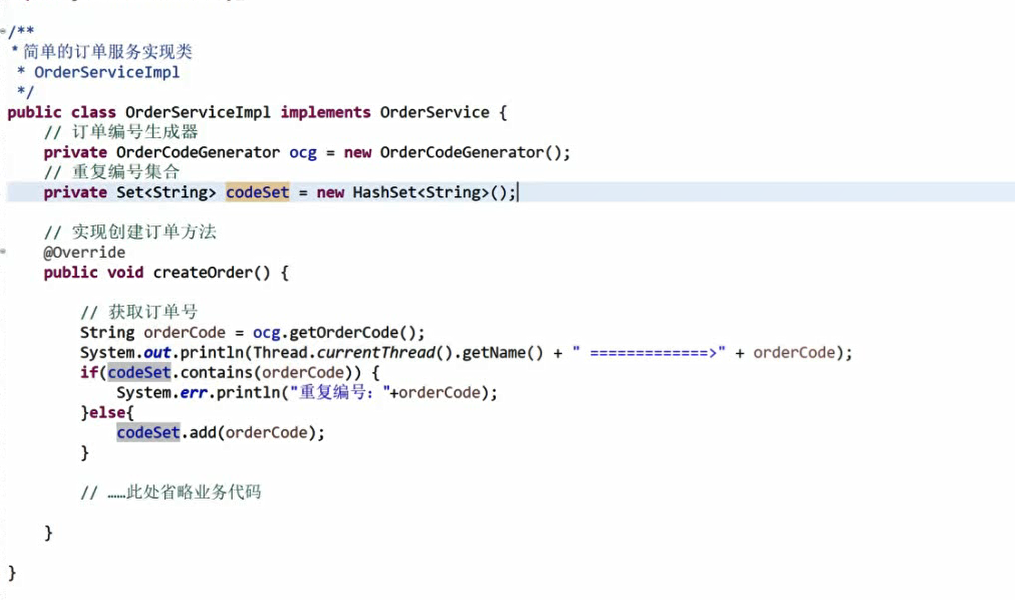 /**
 * 简单的订单服务实现类
 * OrderServiceImpl
 */
public class OrderServiceImpl implements OrderService {
    // 订单编号生成器
    private OrderCodeGenerator ocg = new OrderCodeGenerator();
    // 重复编号集合
    private Set<String> codeSet = new HashSet<String>();
    // 实现创建订单方法
    @Override
    public void createOrder() {
        // 获取订单号
        String orderCode = ocg.getOrderCode();
        System.out.println(Thread.currentThread().getName() + " =============>" + orderCode);
        if(codeSet.contains(orderCode)) {
            System.err.println("重复编号："+orderCode);
        }else{
            codeSet.add(orderCode);
        }
        // ……此处省略业务代码
    }
}